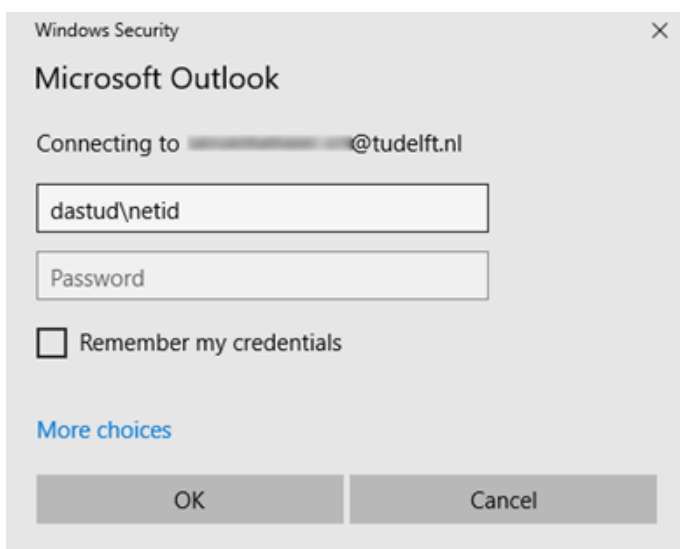 Windows Security
Microsoft Outlook
Connecting to @tudelft.nl
dastud\netid
Password
Remember my credentials
More choices
OK
Cancel